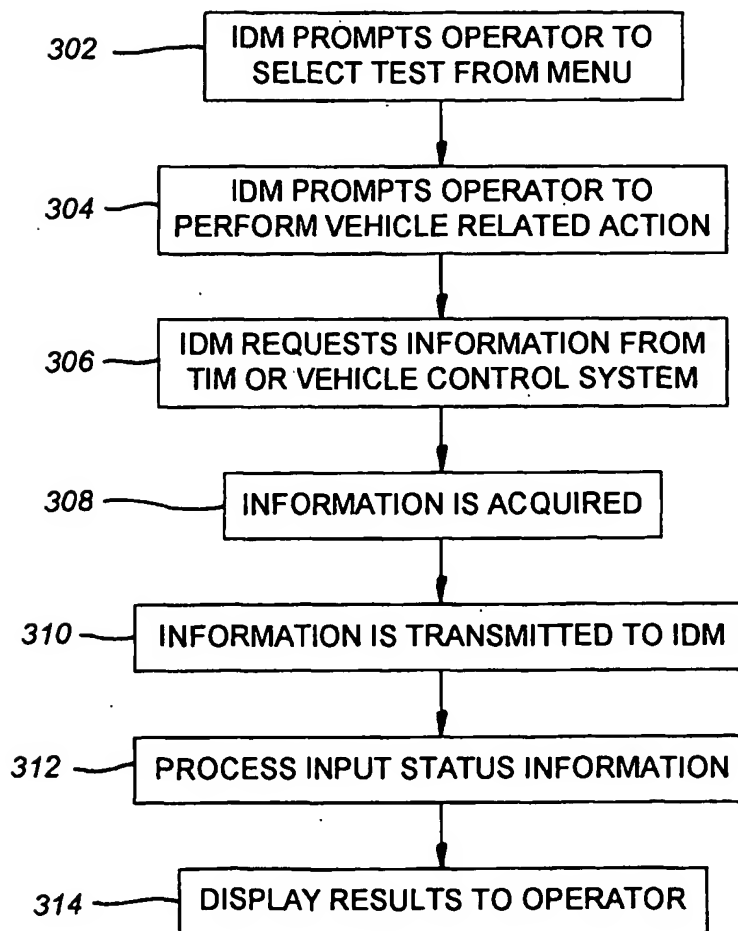 302
IDM PROMPTS OPERATOR TO
SELECT TEST FROM MENU
304
IDM PROMPTS OPERATOR TO
PERFORM VEHICLE RELATED ACTION
306
IDM REQUESTS INFORMATION FROM
TIM OR VEHICLE CONTROL SYSTEM
308
INFORMATION IS ACQUIRED
310
INFORMATION IS TRANSMITTED TO IDM
312
PROCESS INPUT STATUS INFORMATION
314
DISPLAY RESULTS TO OPERATOR